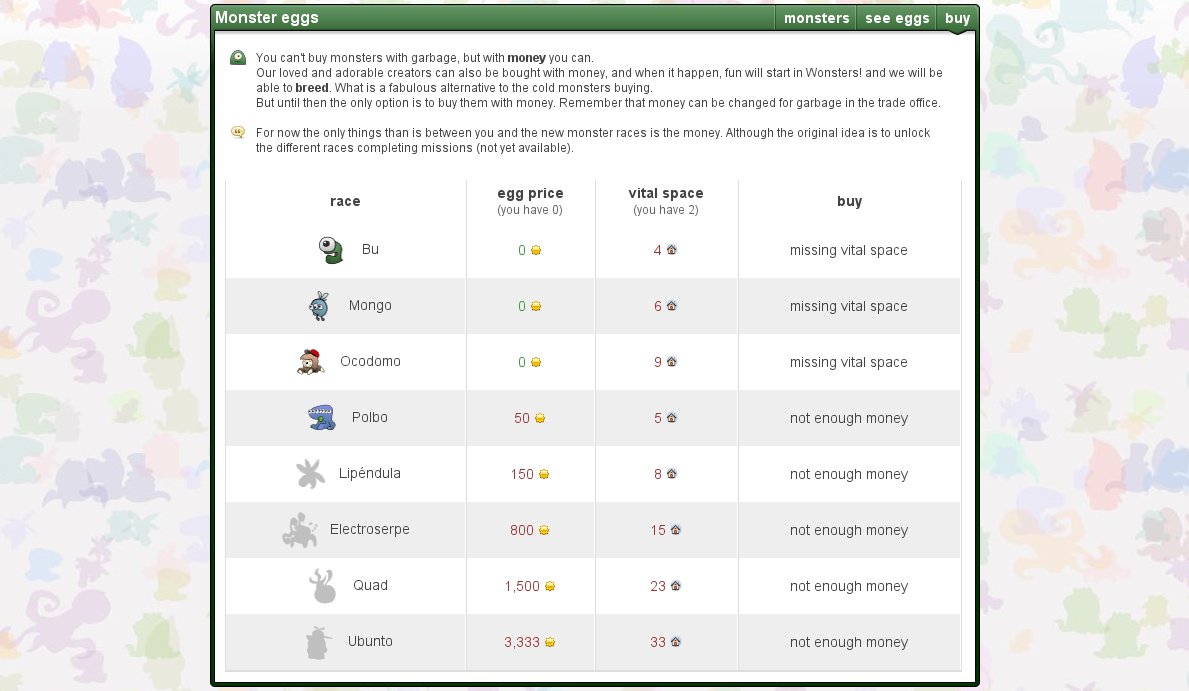 Monster eggs monsters see eggs buy
You can't buy monsters with garbage, but with money you can.
Our loved and adorable creators can also be bought with money, and when it happen, fun will start in Wonsters! and we will be
able to breed. What is a fabulous alternative to the cold monsters buying.
But until then the only option is to buy them with money. Remember that money can be changed for garbage in the trade office.
For now the only things than is between you and the new monster races is the money. Although the original idea is to unlock
the different races completing missions (not yet available).
race egg price vital space buy
(you have 0) (you have 2)
Bu 0 4 missing vital space
Mongo 0 6 missing vital space
Ocodomo 0 9 missing vital space
Polbo 50 5 not enough money
Lipéndula 150 8 not enough money
Electroserpe 800 15 not enough money
Quad 1,500 23 not enough money
Ubunto 3,333 33 not enough money